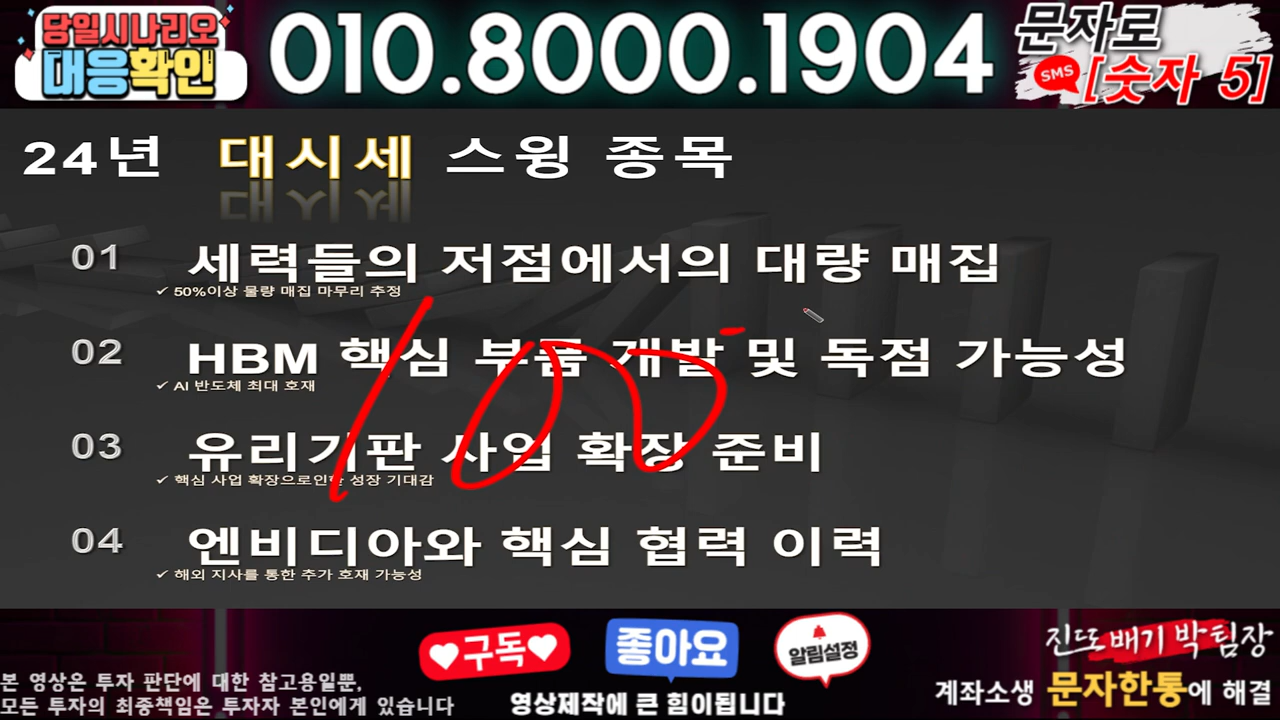 당일시나리오
대응확인
010.8000.1904
문자로
SMS [숫자 5]
24년 대시세 스윙 종목
01 세력들의 저점에서의 대량 매집
✓ 50%이상 물량 매집 마무리 추정
02 HBM 핵심 부품 개발 및 독점 가능성
✓ AI 반도체 최대 호재
03 유리기판 사업 확장 준비
✓ 핵심 사업 확장으로인한 성장 기대감
04 엔비디아와 핵심 협력 이력
✓ 해외 지사를 통한 추가 호재 가능성
100
구독
좋아요
알림설정
영상제작에 큰 힘이됩니다
본 영상은 투자 판단에 대한 참고용일뿐,
모든 투자의 최종책임은 투자자 본인에게 있습니다
진또배기 박팀장
계좌소생 문자한통에 해결